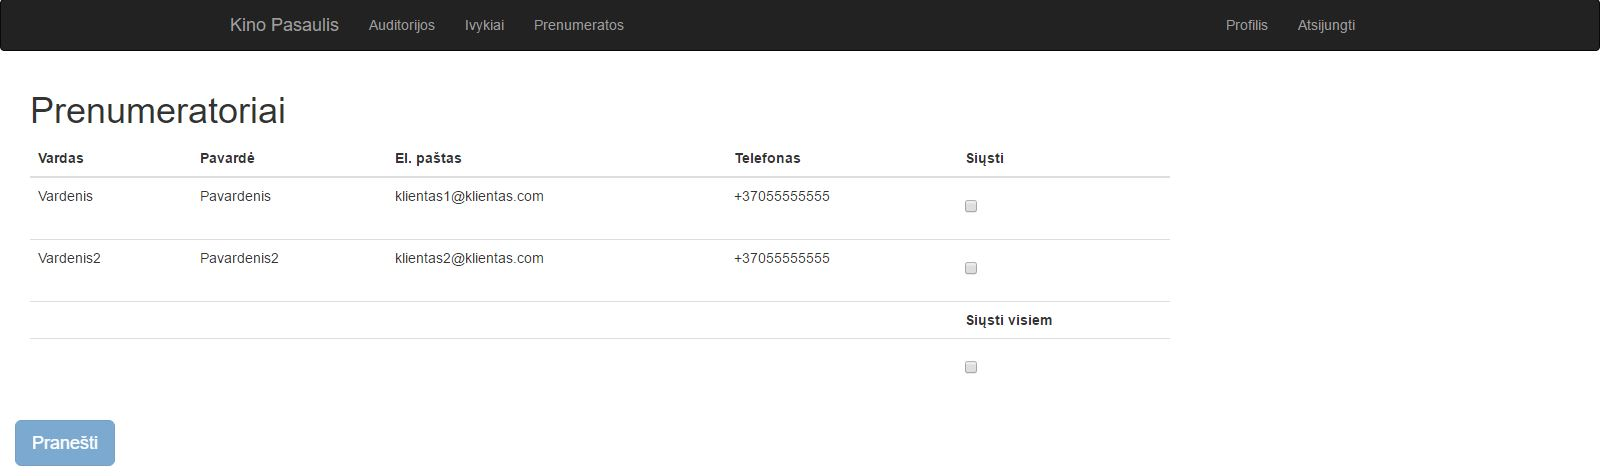 Kino Pasaulis Auditorijos Ivykiai Prenumeratos Profilis Atsijungti
Prenumeratoriai
Vardas Pavardė El. paštas Telefonas Siųsti
Vardenis Pavardenis klientas1@klientas.com +37055555555
Vardenis2 Pavardenis2 klientas2@klientas.com +37055555555
Siųsti visiem
Pranešti